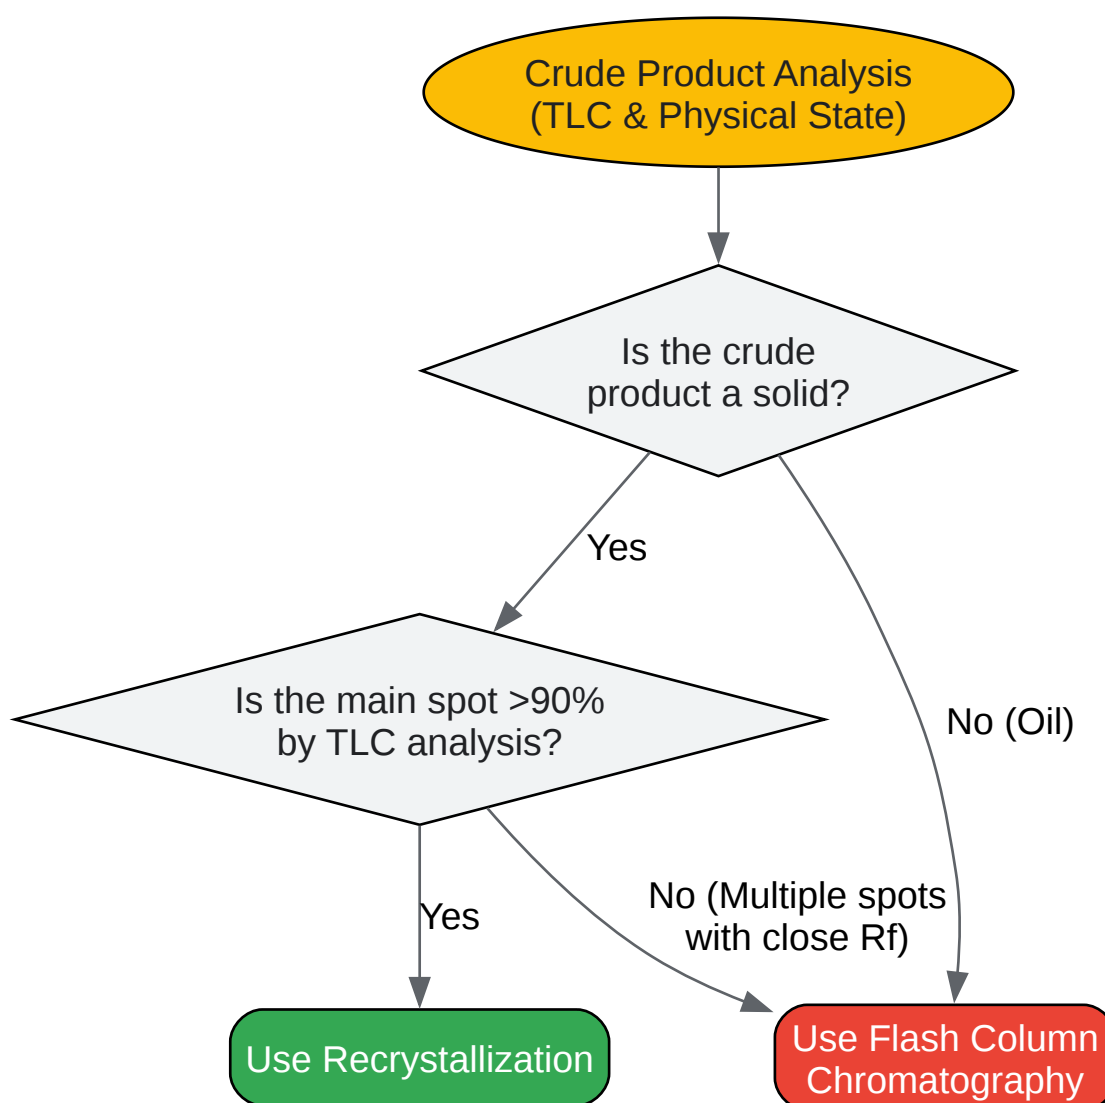 Crude Product Analysis
(TLC & Physical State)
Is the crude
product a solid?
Yes
Is the main spot >90%
by TLC analysis?
No (Oil)
Yes
No (Multiple spots
with close Rf)
Use Recrystallization
Use Flash Column
Chromatography